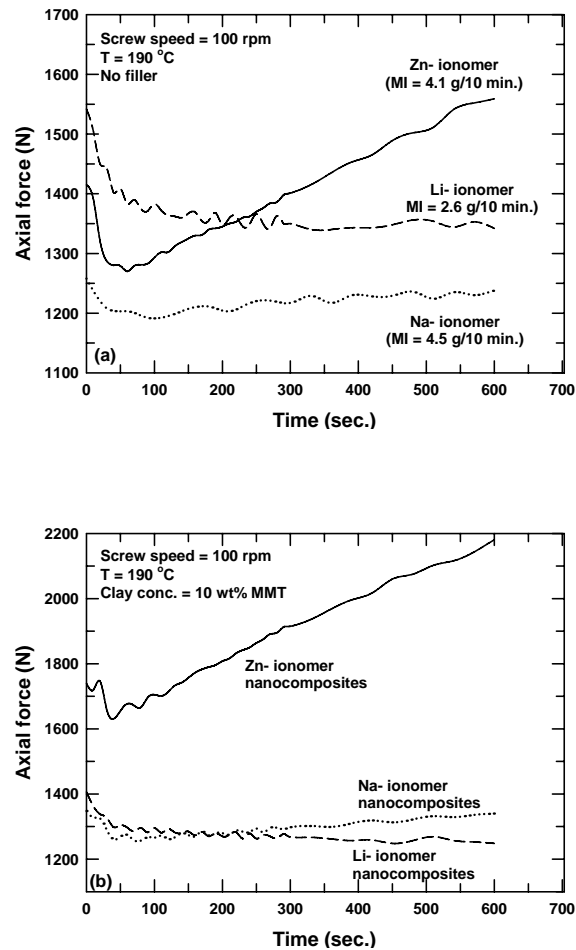 1700
Screw speed = 100 rpm
T = 190 °C
No filler
Zn- ionomer
(MI = 4.1 g/10 min.)
1600
1500
Li- ionomer
MI = 2.6 g/10 min.)
1400
1300
1200
Na- ionomer
(MI = 4.5 g/10 min.)
1100
(a)
Axial force (N)
0 100 200 300 400 500 600 700
Time (sec.)
2200
Screw speed = 100 rpm
T = 190 °C
Clay conc. = 10 wt% MMT
2000
1800
Zn- ionomer
nanocomposites
1600
1400
Na- ionomer
nanocomposites
1200
Li- ionomer
nanocomposites
(b)
Axial force (N)
0 100 200 300 400 500 600 700
Time (sec.)